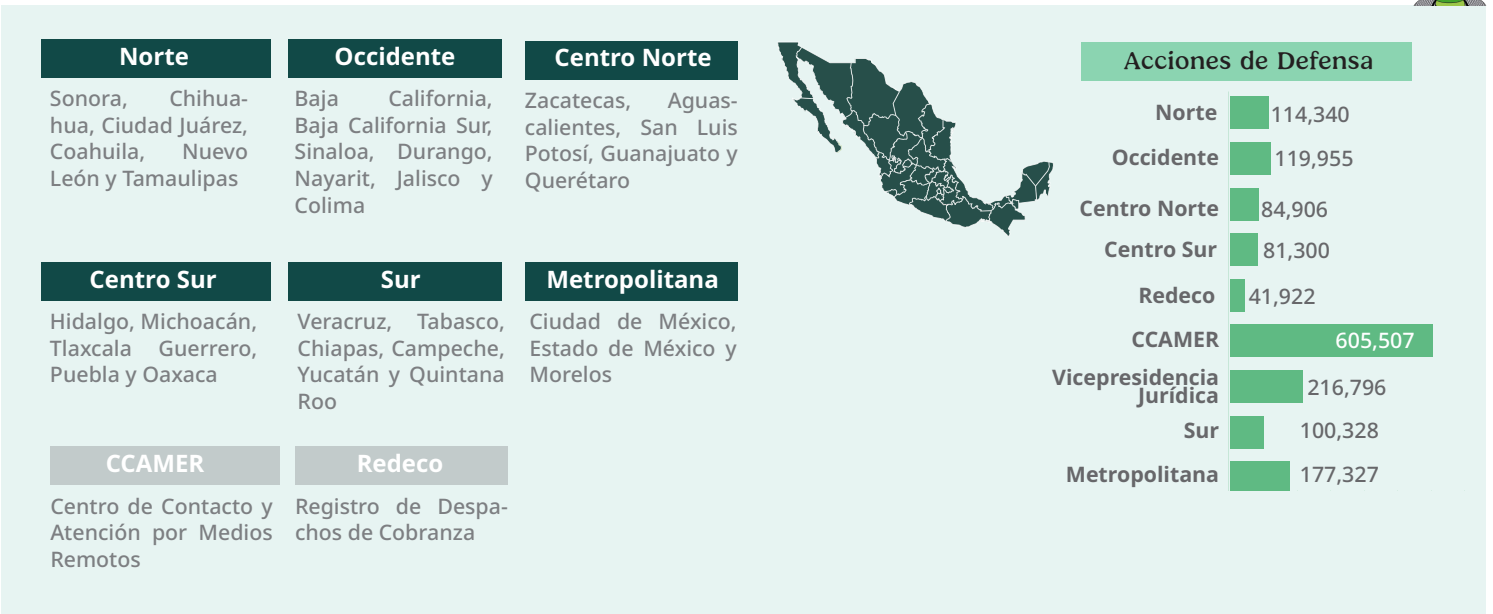 Norte
Sonora, Chihua-
hua, Ciudad Juárez,
Coahuila, Nuevo
León y Tamaulipas
Occidente
Baja California,
Baja California Sur,
Sinaloa, Durango,
Nayarit, Jalisco y
Colima
Centro Norte
Zacatecas, Aguas-
calientes, San Luis
Potosí, Guanajuato y
Querétaro
Centro Sur
Hidalgo, Michoacán,
Tlaxcala Guerrero,
Puebla y Oaxaca
Sur
Veracruz, Tabasco,
Chiapas, Campeche,
Yucatán y Quintana
Roo
Metropolitana
Ciudad de México,
Estado de México y
Morelos
CCAMER
Centro de Contacto y
Atención por Medios
Remotos
Redeco
Registro de Despa-
chos de Cobranza
Acciones de Defensa
Norte 114,340
Occidente 119,955
Centro Norte 84,906
Centro Sur 81,300
Redeco 41,922
CCAMER 605,507
Vicepresidencia
Jurídica 216,796
Sur 100,328
Metropolitana 177,327